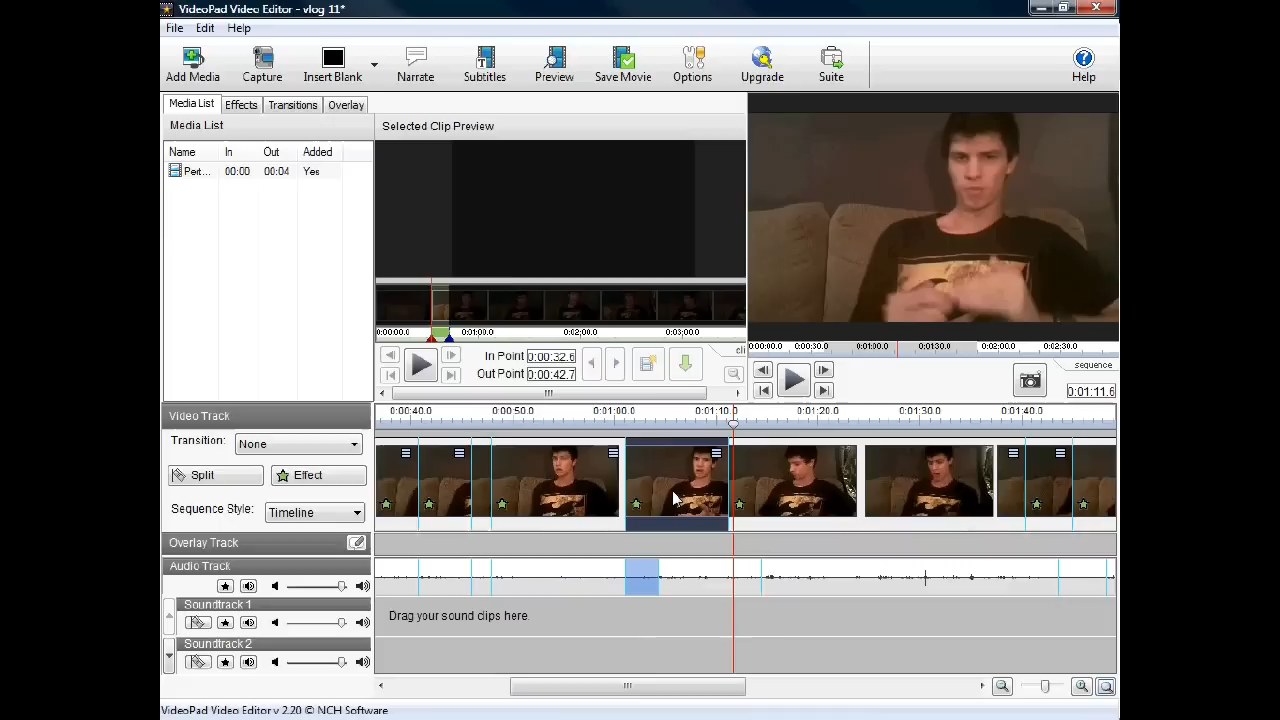 VideoPad Video Editor - vlog 11*
File Edit Help
Add Media Capture Insert Blank Narrate Subtitles Preview Save Movie Options Upgrade Suite Help
Media List Effects Transitions Overlay
Media List
Selected Clip Preview
Name In Out Added
Pert... 00:00 00:04 Yes
0:00:00.0 0:01:00.0 0:02:00.0 0:03:00.0
0:00:00.0 0:00:30.0 0:01:00.0 0:01:30.0 0:02:00.0 0:02:30.0
In Point 0:00:32.6
Out Point 0:00:42.7
cli
sequence
0:01:11.6
Video Track
0:00:40.0 0:00:50.0 0:01:00.0 0:01:10.0 0:01:20.0 0:01:30.0 0:01:40.0
Transition: None
Split Effect
Sequence Style: Timeline
Overlay Track
Audio Track
Soundtrack 1
Drag your sound clips here.
Soundtrack 2
VideoPad Video Editor v 2.20 © NCH Software